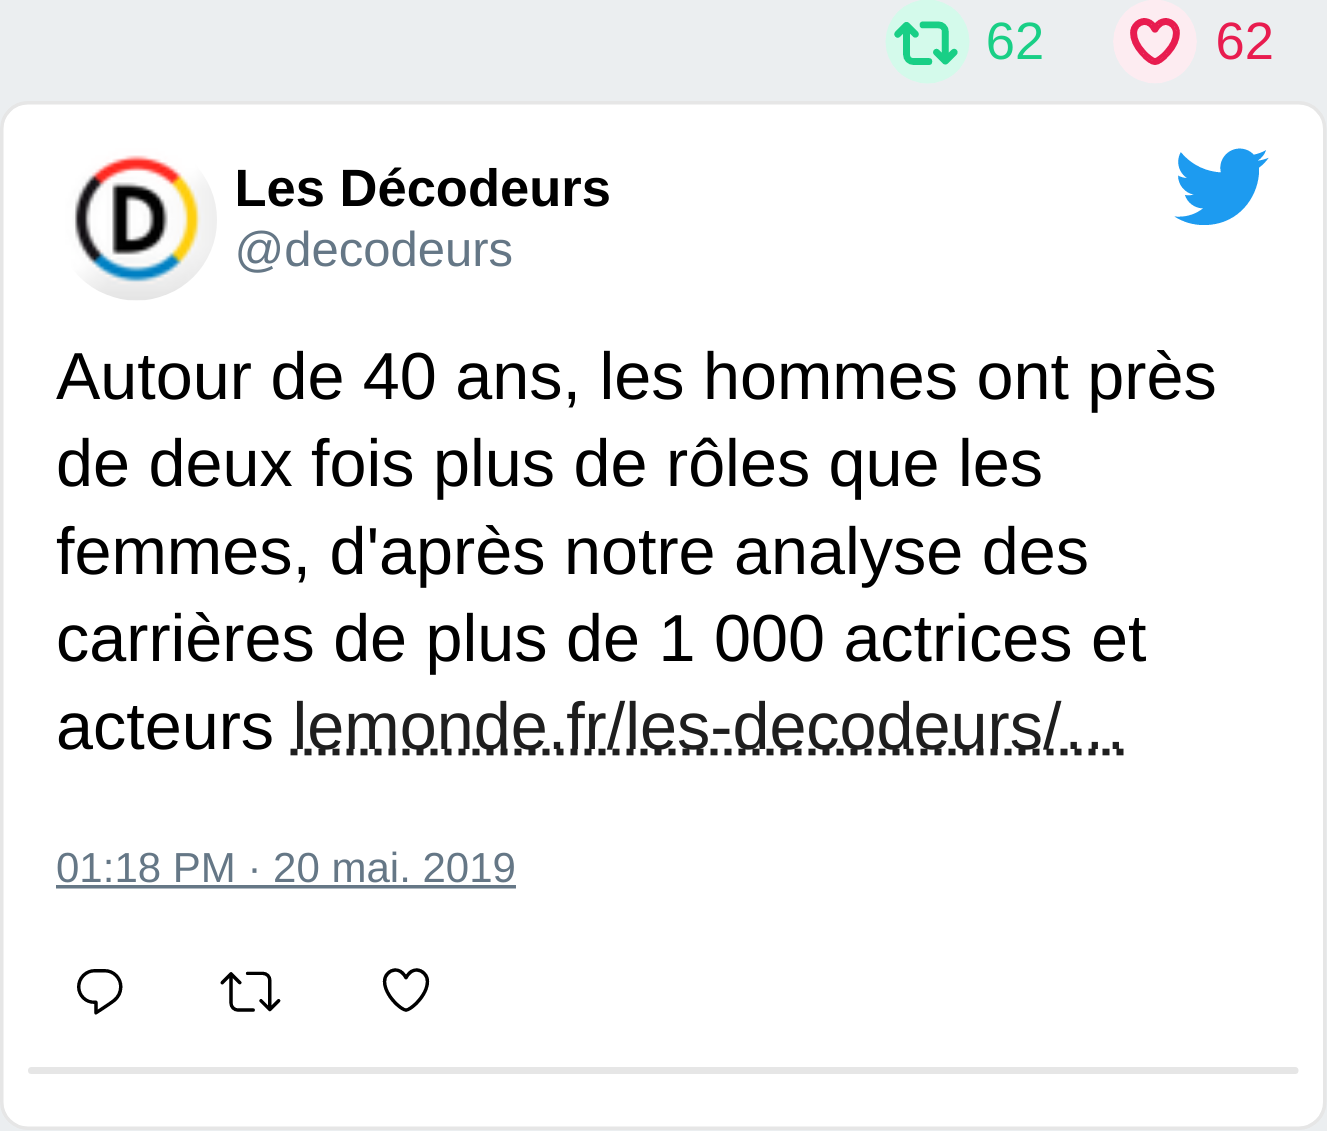 62 62
D
Les Décodeurs
@decodeurs
Autour de 40 ans, les hommes ont près
de deux fois plus de rôles que les
femmes, d'après notre analyse des
carrières de plus de 1 000 actrices et
acteurs lemonde.fr/les-decodeurs/…
01:18 PM · 20 mai. 2019